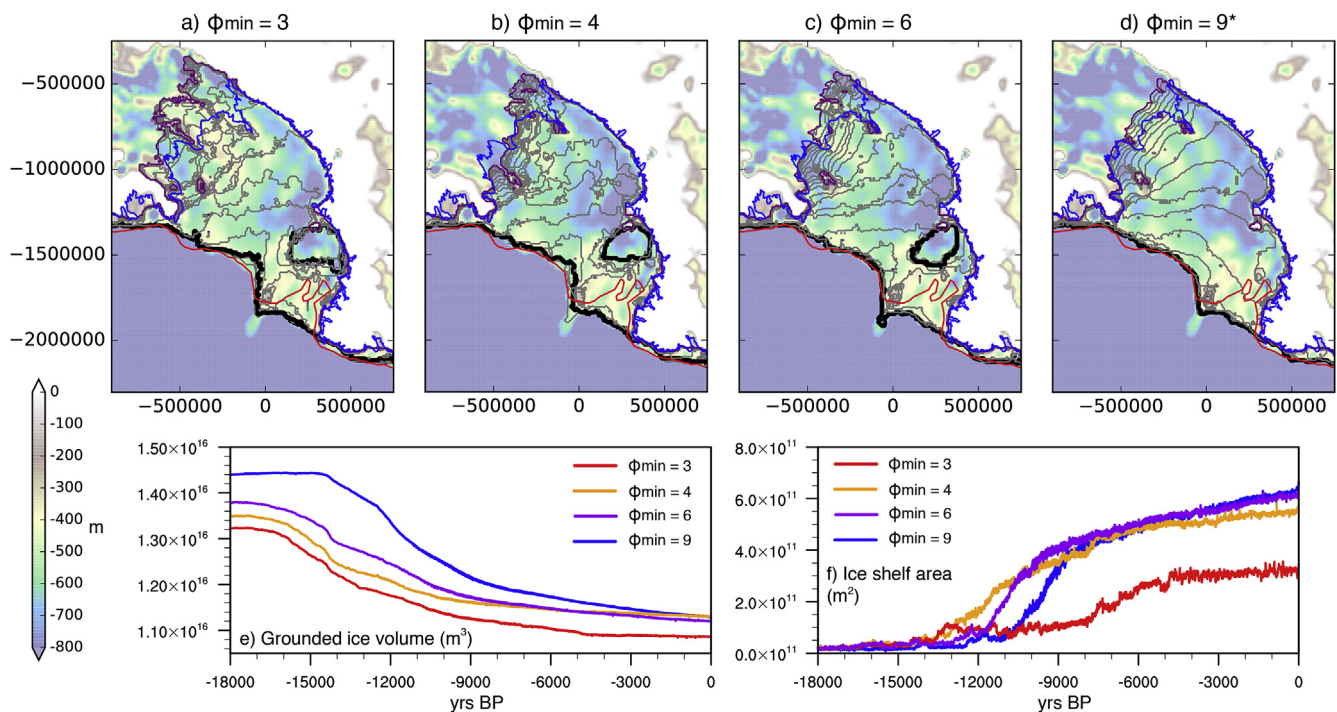 a) ϕmin = 3
b) ϕmin = 4
c) ϕmin = 6
d) ϕmin = 9*
−500000
−1000000
−1500000
−2000000
−500000 0 500000
−500000 0 500000
−500000 0 500000
−500000 0 500000
0
-100
-200
-300
-400
-500
-600
-700
-800
m
1.50×10¹⁶
1.40×10¹⁶
1.30×10¹⁶
1.20×10¹⁶
1.10×10¹⁶
ϕmin = 3
ϕmin = 4
ϕmin = 6
ϕmin = 9
e) Grounded ice volume (m³)
-18000 -15000 -12000 -9000 -6000 -3000 0
yrs BP
8.0×10¹¹
6.0×10¹¹
4.0×10¹¹
2.0×10¹¹
0.0×10¹¹
ϕmin = 3
ϕmin = 4
ϕmin = 6
ϕmin = 9
f) Ice shelf area
(m²)
-18000 -15000 -12000 -9000 -6000 -3000 0
yrs BP